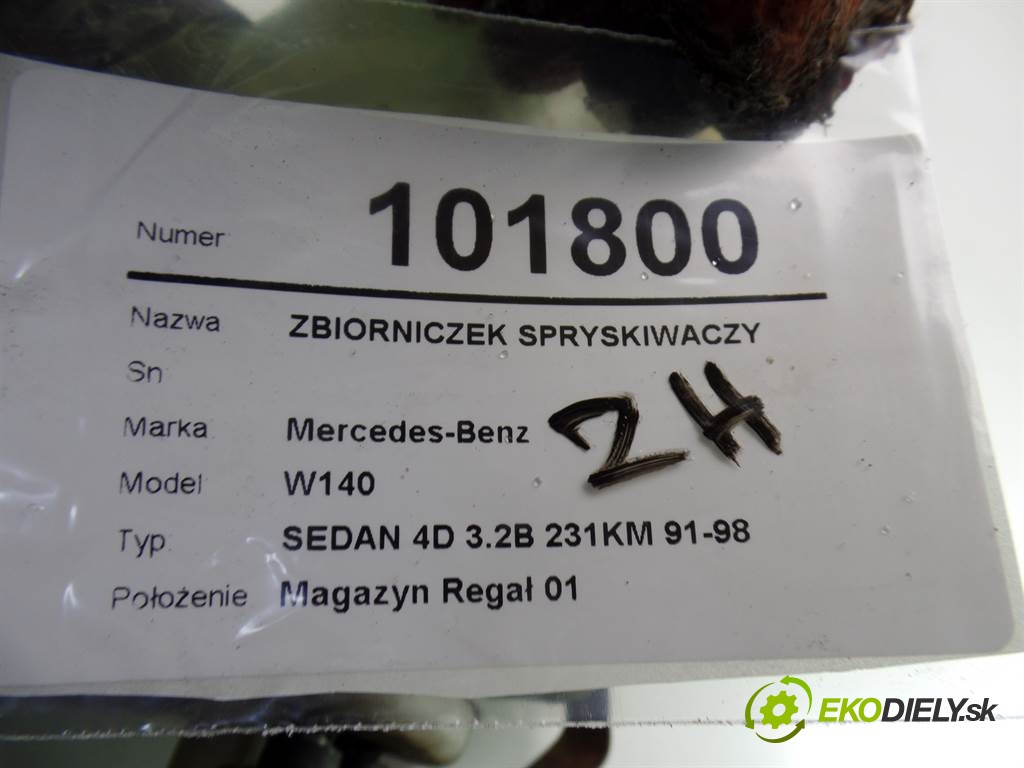 Numer 101800
Nazwa ZBIORNICZEK SPRYSKIWACZY
Sn
Marka Mercedes-Benz
ZH
Model W140
Typ SEDAN 4D 3.2B 231KM 91-98
Położenie Magazyn Regał 01
EKODIELY.sk